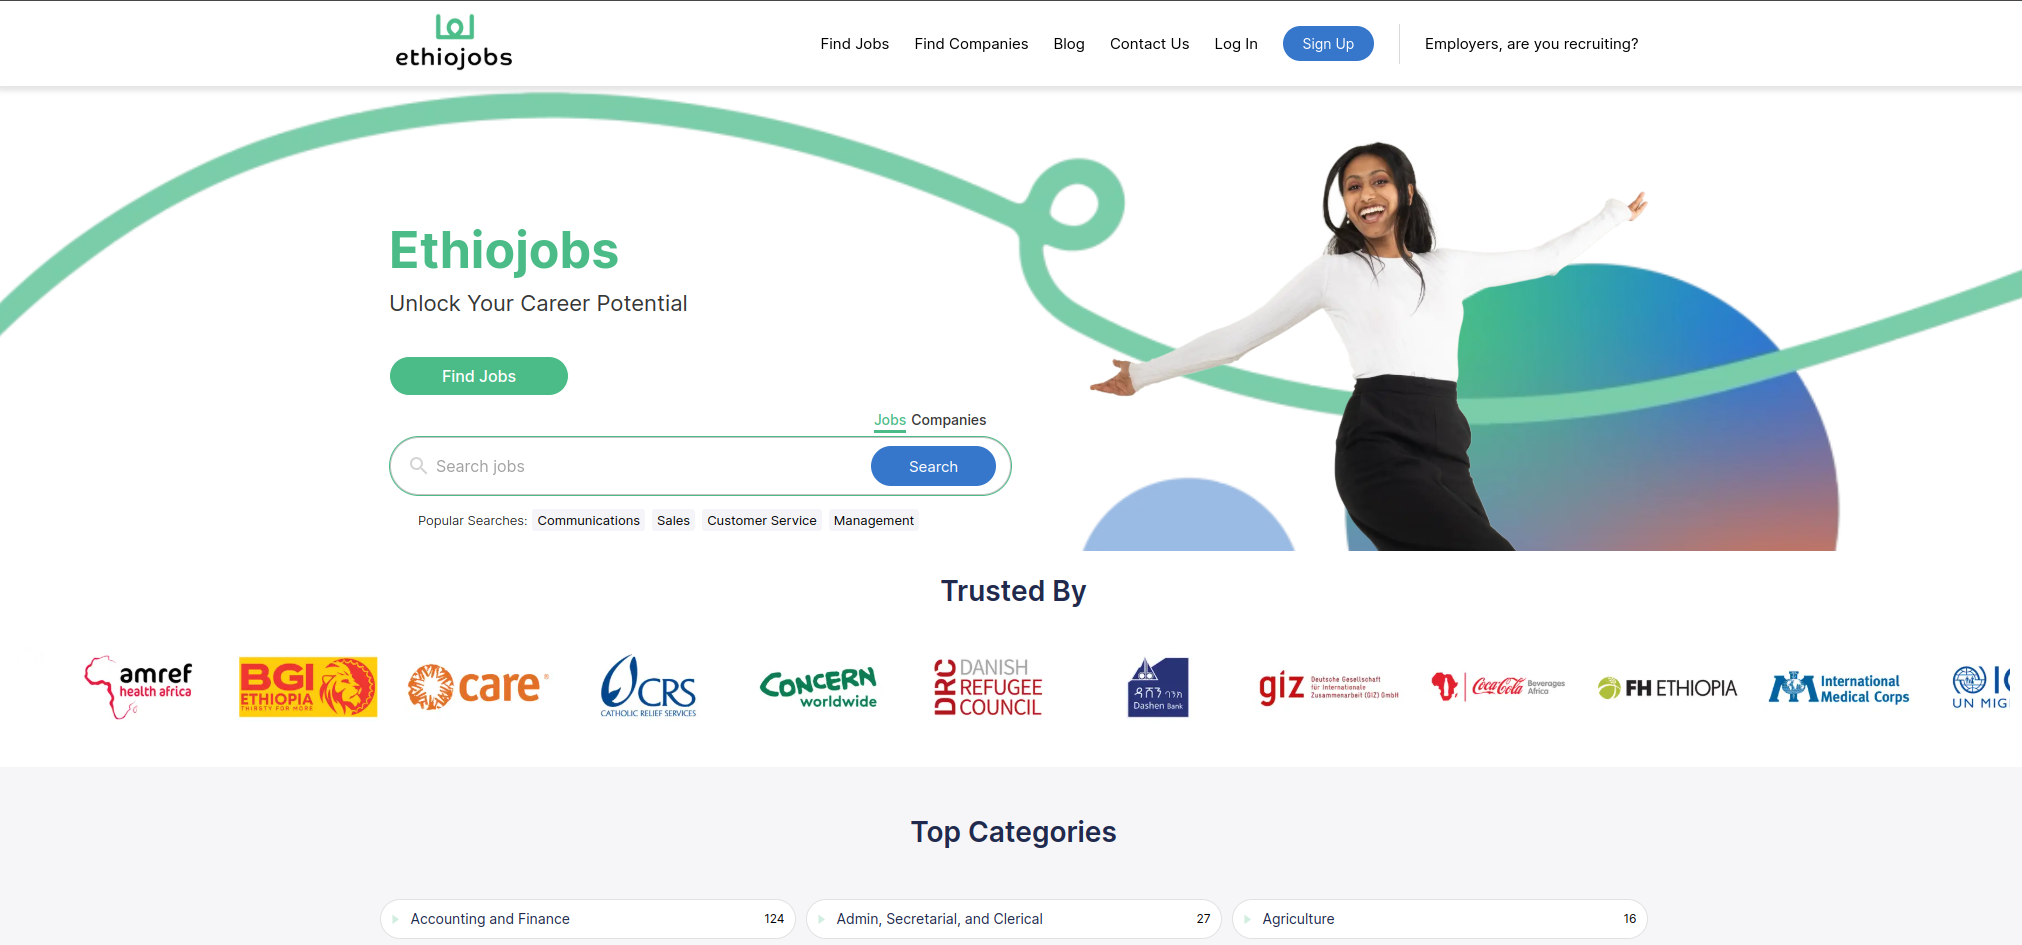 ethiojobs
Find Jobs
Find Companies
Blog
Contact Us
Log In
Sign Up
Employers, are you recruiting?
Ethiojobs
Unlock Your Career Potential
Find Jobs
Jobs Companies
Search jobs
Search
Popular Searches: Communications Sales Customer Service Management
Trusted By
amref
health africa
BGI
ETHIOPIA
THIRSTY FOR MORE
care
CRS
CATHOLIC RELIEF SERVICES
CONCERN
worldwide
DRC
DANISH
REFUGEE
COUNCIL
ዳሸን ባንክ
Dashen Bank
giz
Deutsche Gesellschaft
für Internationale
Zusammenarbeit (GIZ) GmbH
Coca-Cola
Beverages
Africa
FH ETHIOPIA
International
Medical Corps
UN MIG
Top Categories
Accounting and Finance 124
Admin, Secretarial, and Clerical 27
Agriculture 16